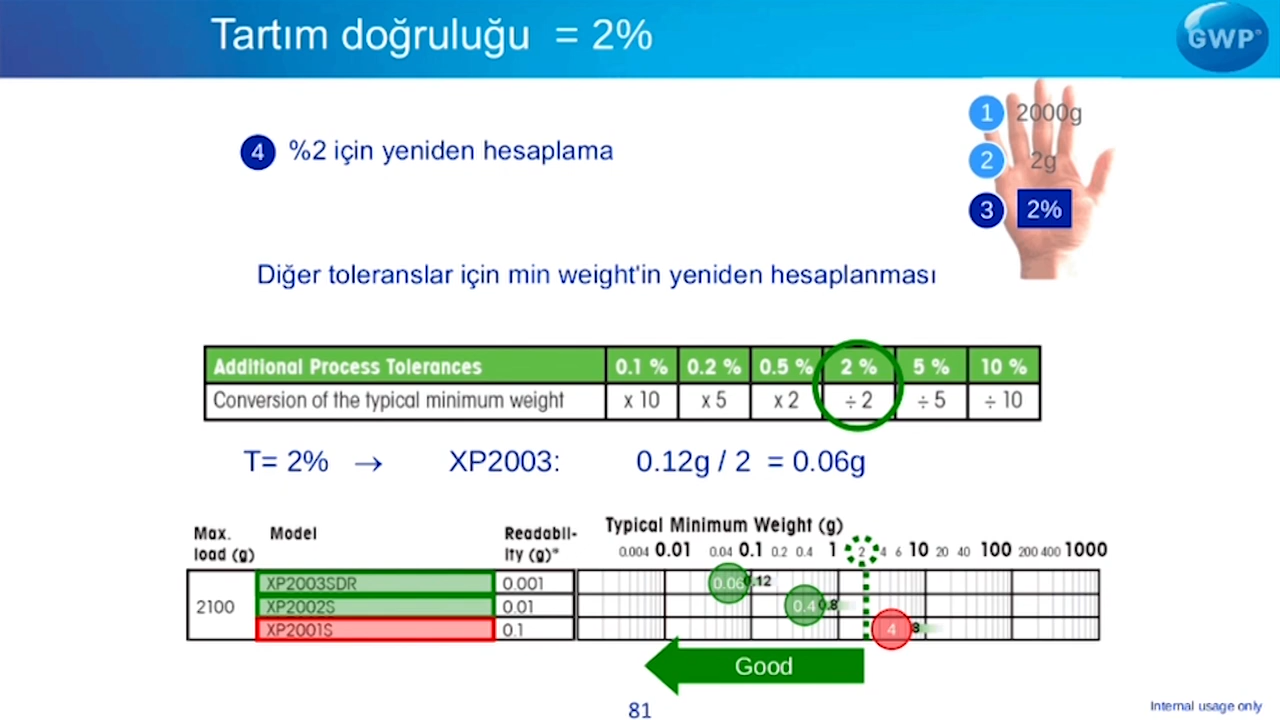 Tartım doğruluğu = 2%
GWP®
1 2000g
2 2g
3 2%
4 %2 için yeniden hesaplama
Diğer toleranslar için min weight'in yeniden hesaplanması
Additional Process Tolerances 0.1 % 0.2 % 0.5 % 2 % 5 % 10 %
Conversion of the typical minimum weight x 10 x 5 x 2 ÷ 2 ÷ 5 ÷ 10
T= 2% → XP2003: 0.12g / 2 = 0.06g
Max. load (g) Model Readabili- ity (g)* Typical Minimum Weight (g)
0.004 0.01 0.04 0.1 0.2 0.4 1 2 4 6 10 20 40 100 200 400 1000
2100
XP2003SDR 0.001 0.06 0.12
XP2002S 0.01 0.4 0.8
XP2001S 0.1 4 8
Good
81
Internal usage only